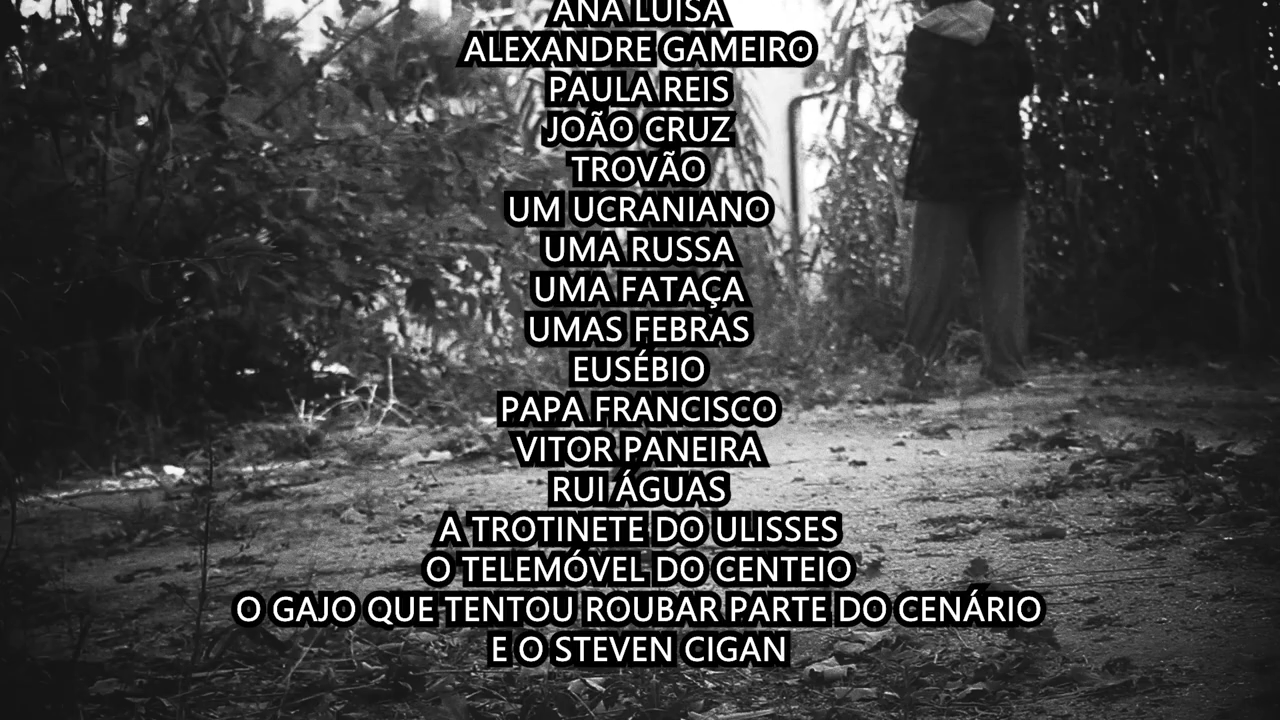 ANA LUÍSA
ALEXANDRE GAMEIRO
PAULA REIS
JOÃO CRUZ
TROVÃO
UM UCRANIANO
UMA RUSSA
UMA FATAÇA
UMAS FEBRAS
EUSÉBIO
PAPA FRANCISCO
VITOR PANEIRA
RUI ÁGUAS
A TROTINETE DO ULISSES
O TELEMÓVEL DO CENTEIO
O GAJO QUE TENTOU ROUBAR PARTE DO CENÁRIO
E O STEVEN CIGAN